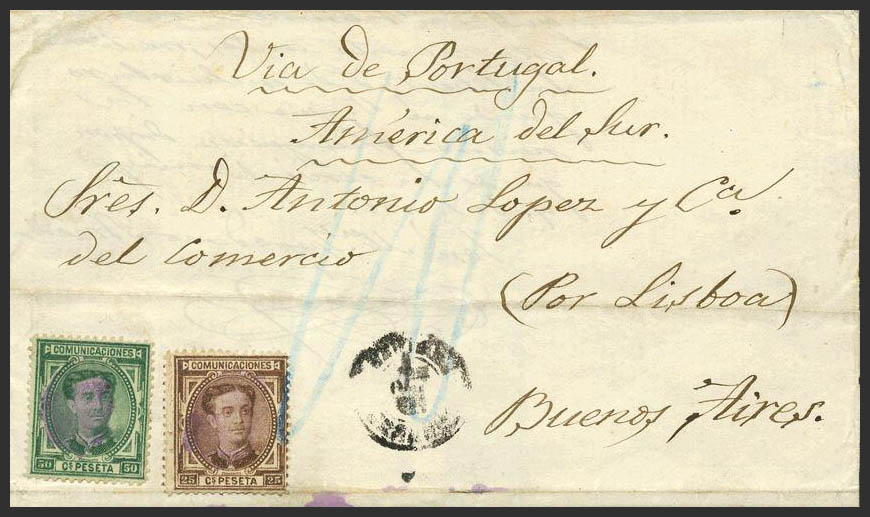 Via de Portugal.
América del Sur.
Sres. D. Antonio Lopez y Ca.
del Comercio
(Por Lisboa)
Buenos Aires.
COMUNICACIONES
50 Cs PESETA 50
COMUNICACIONES
25 Cs PESETA 25